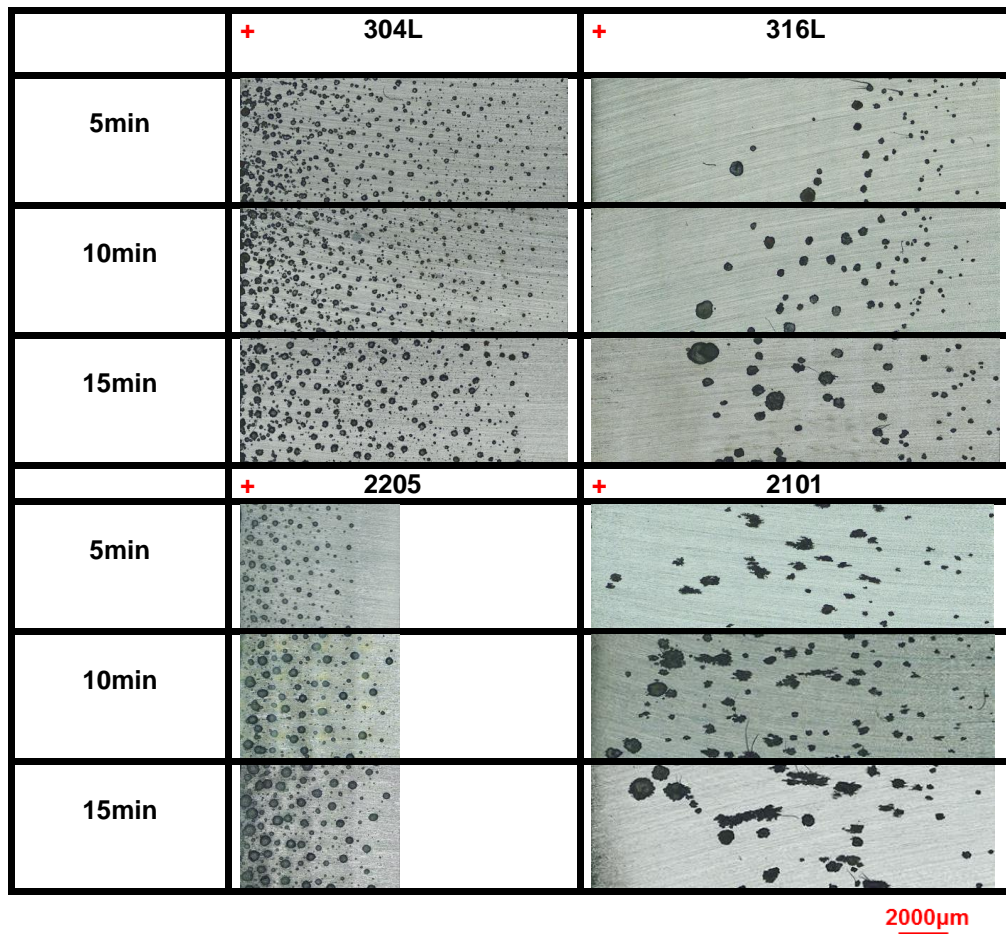 + 304L + 316L
5min
10min
15min
+ 2205 + 2101
5min
10min
15min
2000µm